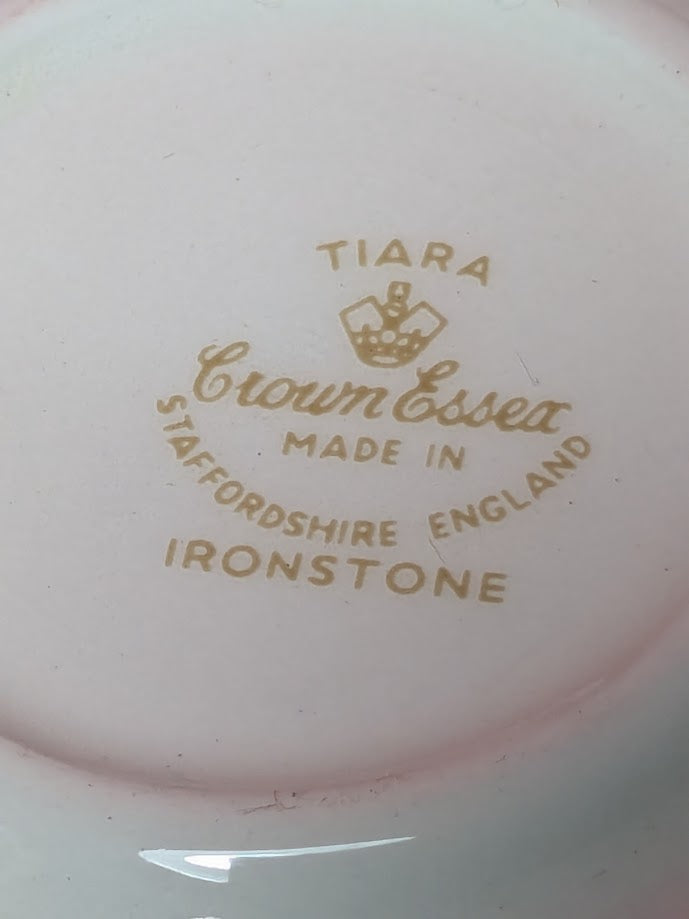 TIARA
Crown Essex
MADE IN
STAFFORDSHIRE ENGLAND
IRONSTONE